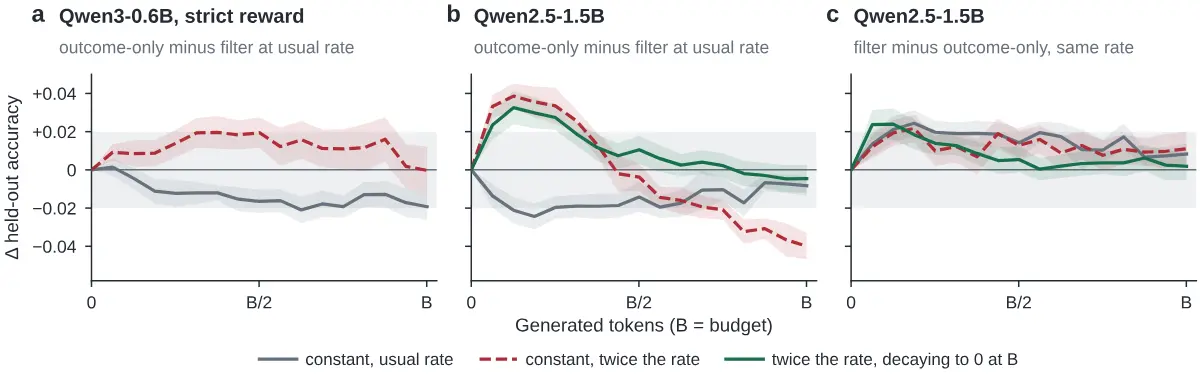 a Qwen3-0.6B, strict reward
outcome-only minus filter at usual rate
b Qwen2.5-1.5B
outcome-only minus filter at usual rate
c Qwen2.5-1.5B
filter minus outcome-only, same rate
Δ held-out accuracy
+0.04
+0.02
0
−0.02
−0.04
0 B/2 B
0 B/2 B
0 B/2 B
Generated tokens (B = budget)
constant, usual rate
constant, twice the rate
twice the rate, decaying to 0 at B